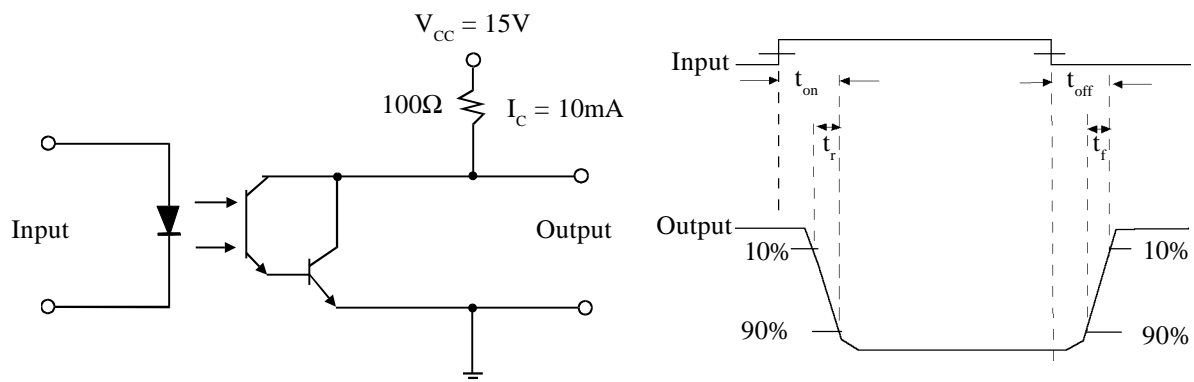 V_CC = 15V
100Ω
I_C = 10mA
Input
Output
Input
t_on
t_off
t_r
t_f
Output
10%
10%
90%
90%